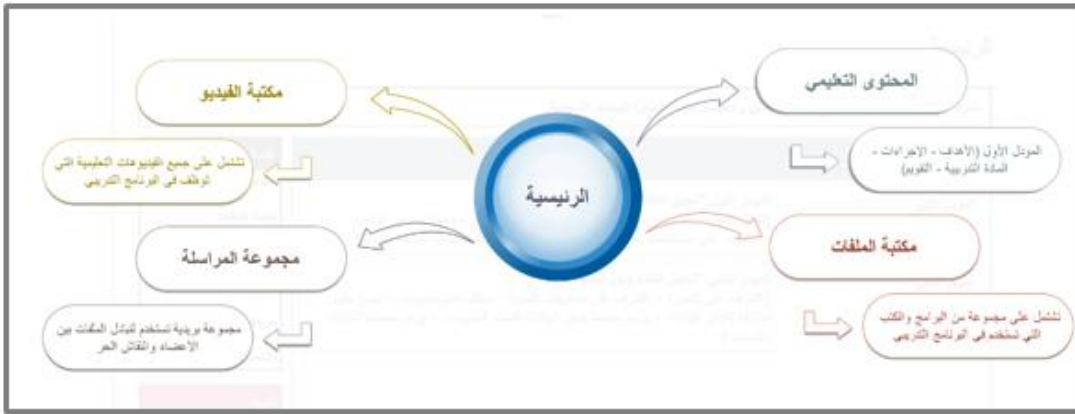 المحتوى التعليمي
الموديل الأول (الأهداف - الإجراءات -
المادة التدريبية - التقويم)
مكتبة الملفات
تشتمل على مجموعة من البرامج والكتب
التي تستخدم في البرنامج التدريبي
الرئيسية
مكتبة الفيديو
تشتمل على جميع الفيديوهات التعليمية التي
توظف في البرنامج التدريبي
مجموعة المراسلة
مجموعة بريدية تستخدم لتبادل الملفات بين
الأعضاء والنقاش الحر